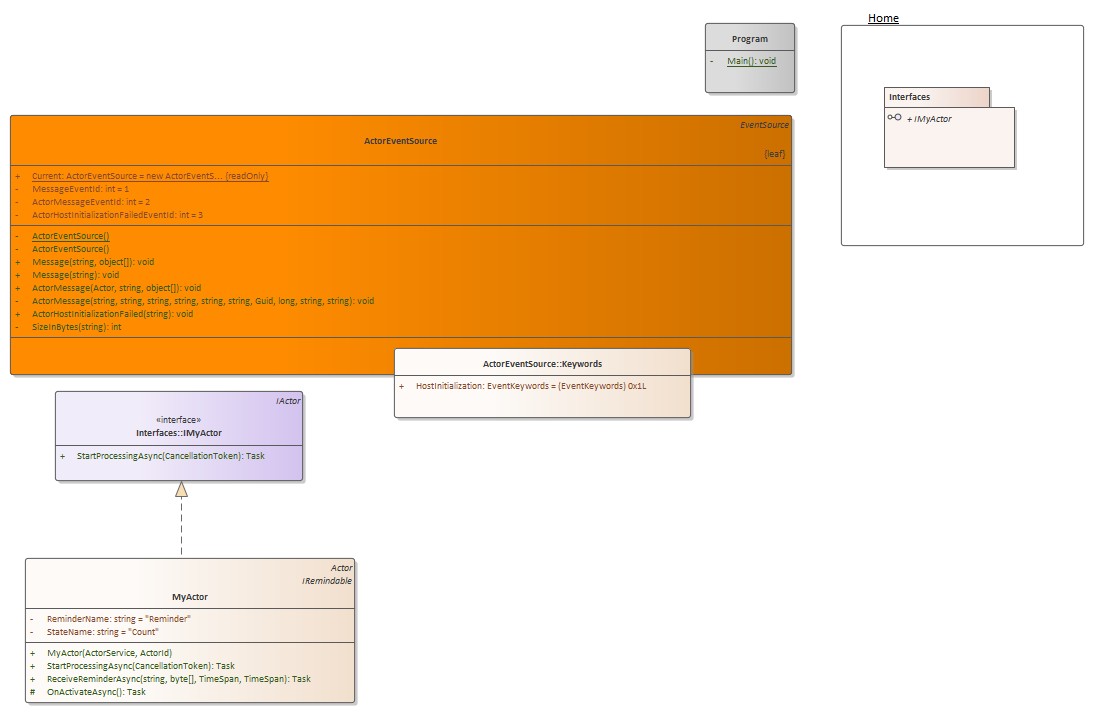 Home
Program
- Main(): void
Interfaces
+ IMyActor
EventSource
ActorEventSource
{leaf}
+ Current: ActorEventSource = new ActorEventS... {readOnly}
- MessageEventId: int = 1
- ActorMessageEventId: int = 2
- ActorHostInitializationFailedEventId: int = 3
- ActorEventSource()
- ActorEventSource()
+ Message(string, object[]): void
+ Message(string): void
+ ActorMessage(Actor, string, object[]): void
- ActorMessage(string, string, string, string, string, string, Guid, long, string, string): void
+ ActorHostInitializationFailed(string): void
- SizeInBytes(string): int
ActorEventSource::Keywords
+ HostInitialization: EventKeywords = (EventKeywords) 0x1L
IActor
«interface»
Interfaces::IMyActor
+ StartProcessingAsync(CancellationToken): Task
Actor
IRemindable
MyActor
- ReminderName: string = "Reminder"
- StateName: string = "Count"
+ MyActor(ActorService, ActorId)
+ StartProcessingAsync(CancellationToken): Task
+ ReceiveReminderAsync(string, byte[], TimeSpan, TimeSpan): Task
# OnActivateAsync(): Task